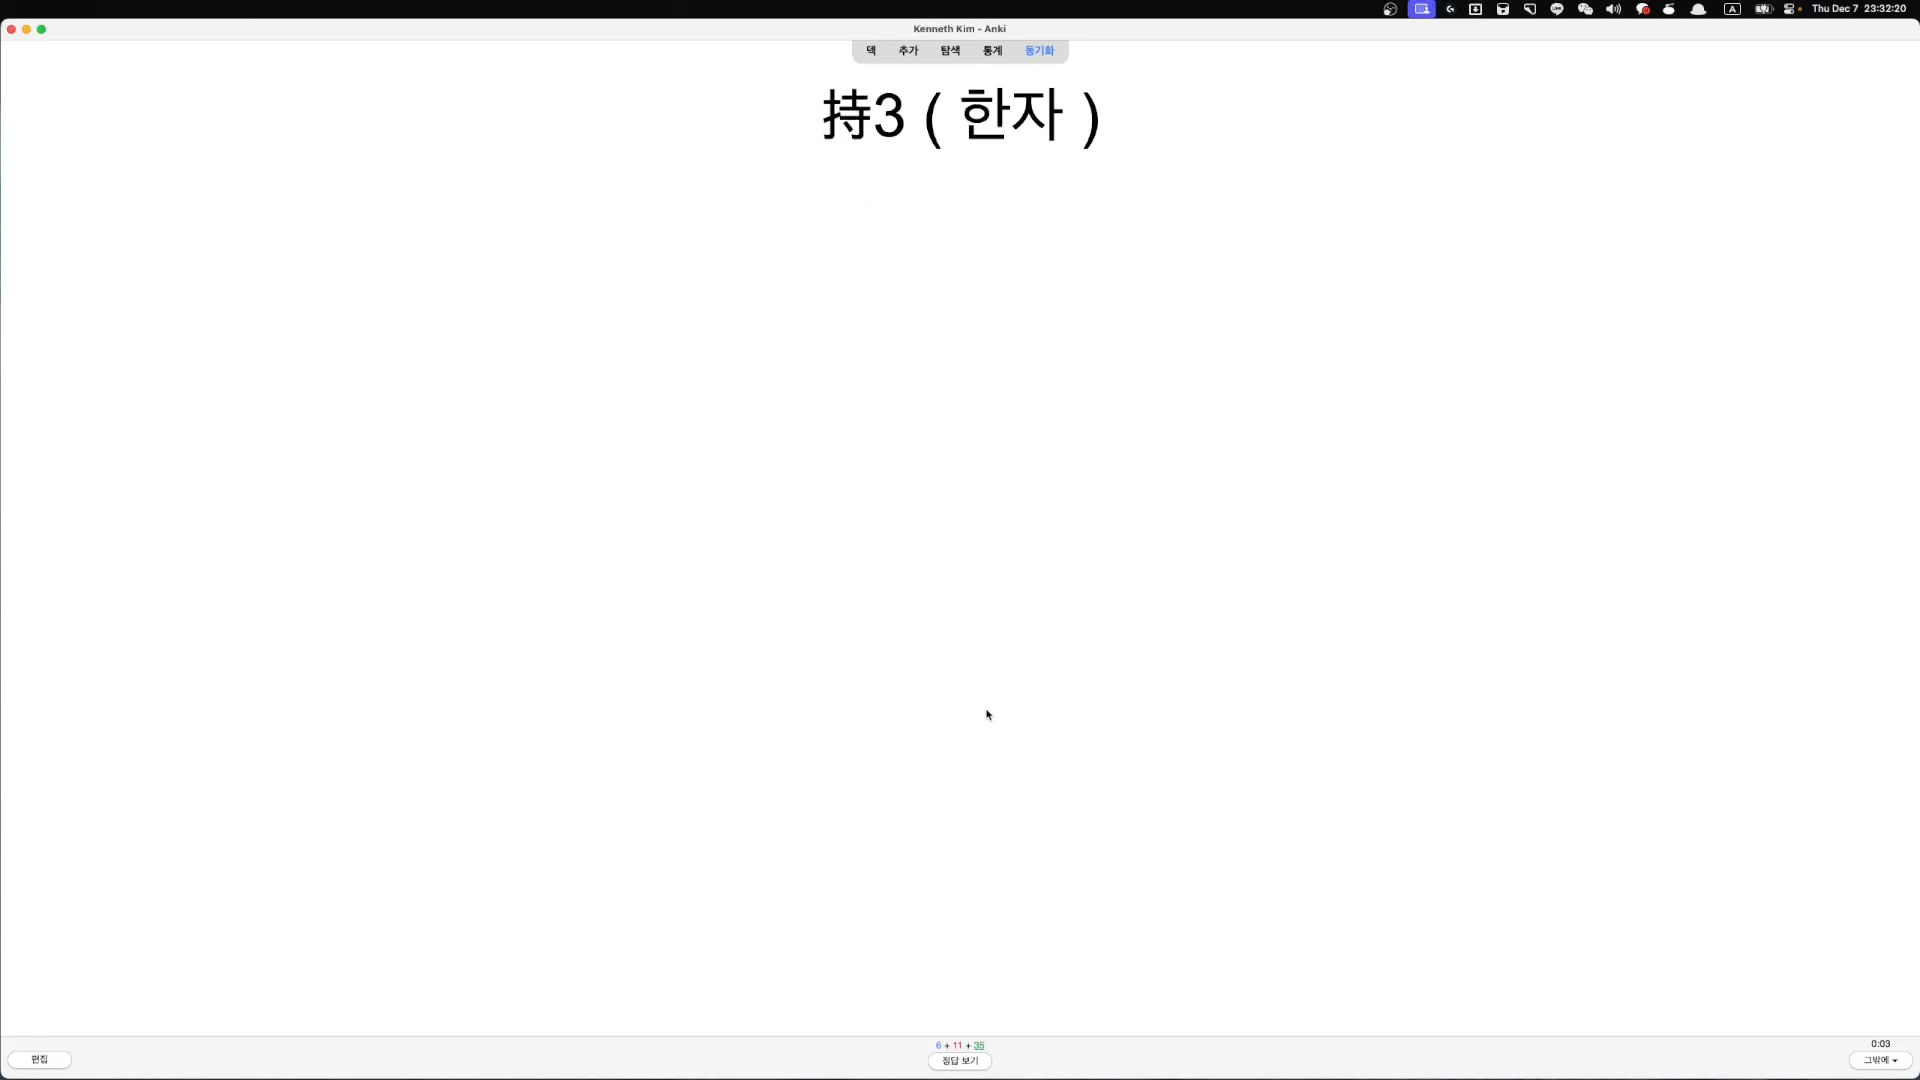 A
Thu Dec 7 23:32:20
Kenneth Kim - Anki
덱 추가 탐색 통계 동기화
持3 ( 한자 )
6 + 11 + 35
0:03
편집
정답 보기
그밖에